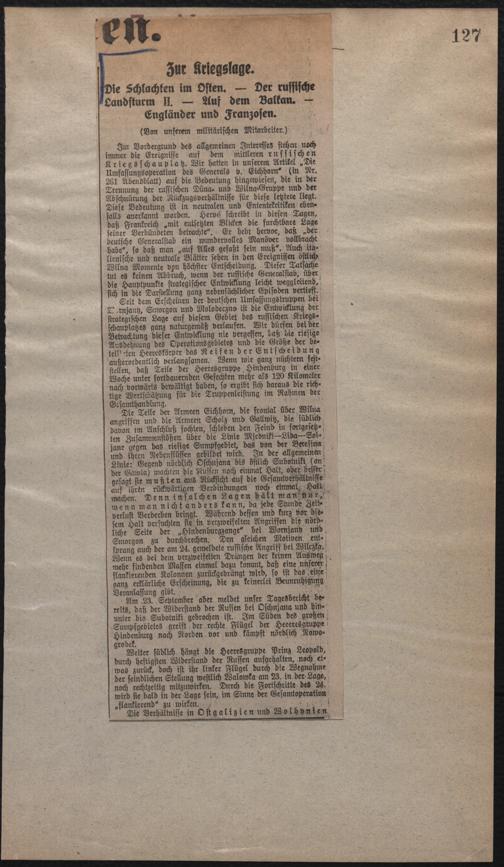 en.
127
Zur Kriegslage.
Die Schlachten im Osten. — Der russische
Landsturm II. — Auf dem Balkan. —
Engländer und Franzosen.
(Von unserem militärischen Mitarbeiter.)
Im Vordergrund des allgemeinen Interesses stehen noch
immer die Ereignisse auf dem mittleren russischen
Kriegsschauplatz. Wir hatten in unserem Artikel „Die
Umfassungsoperation des Generals v. Eichhorn“ (in Nr.
261 Abendblatt) auf die Bedeutung hingewiesen, die in der
Trennung der russischen Düna- und Wilna-Gruppe und der
Abschnürung der Rückzugsverhältnisse für diese letztere liegt.
Diese Bedeutung ist in neutralen und Ententekritiken eben-
falls anerkannt worden. Hervé schreibt in diesen Tagen,
daß Frankreich „mit entsetzten Blicken die furchtbare Lage
seiner Verbündeten betrachte“. Er hebt hervor, daß „der
deutsche Generalstab ein wundervolles Manöver vollbracht
habe“, so daß man „auf Alles gefaßt sein muß“. Auch ita-
lienische und neutrale Blätter sehen in den Ereignissen östlich
Wilna Momente von höchster Entscheidung. Dieser Tatsache
tut es keinen Abbruch, wenn der russische Generalstab, über
die Hauptpunkte strategischer Entwicklung leicht weggleitend,
sich in die Darstellung ganz nebensächlicher Episoden vertieft.
Seit dem Erscheinen der deutschen Umfassungstruppen bei
Smorgon und Molodeczno ist die Entwicklung der
strategischen Lage auf diesem Gebiet des russischen Kriegs-
schauplatzes ganz naturgemäß verlaufen. Wir dürfen bei der
Betrachtung dieser Entwicklung nie vergessen, daß die riesige
Ausdehnung des Operationsgebietes und die Größe der be-
teiligten Heereskörper das Reifen der Entscheidung
außerordentlich verlangsamen. Wenn wir ganz nüchtern fest-
stellen, daß Teile der Heeresgruppe Hindenburg in einer
Woche unter fortdauernden Gefechten mehr als 120 Kilometer
nach vorwärts bewältigt haben, so ergibt sich daraus die rich-
tige Wertschätzung für die Truppenleistung im Rahmen der
Gesamthandlung.
Die Teile der Armeen Eichhorn, die frontal über Wilna
angriffen und die Armeen Scholz und Gallwitz, die südlich
davon im Anschluß fochten, schieben den Feind in fortgesetz-
ten Zusammenstößen über die Linie Mjedniki—Lida—Sol-
jane gegen das riesige Sumpfgebiet, das von der Beresina
und ihren Nebenflüssen gebildet wird. In der allgemeinen
Linie: Gegend nördlich Oschmjana bis östlich Subotniki (an
der Gawia) machten die Russen noch einmal Halt, oder besser
gesagt sie mußten aus Rücksicht auf die Gesamtverhältnisse
auf ihren rückwärtigen Verbindungen noch einmal Halt
machen. Denn in solchen Lagen hält man nur,
wenn man nicht anders kann, da jede Stunde Zeit-
verlust Verderben bringt. Während dessen und kurz vor die-
sem Halt versuchten sie in verzweifelten Angriffen die nörd-
liche Seite der „Hindenburgzange“ bei Wornjany und
Smorgon zu durchbrechen. Den gleichen Motiven ent-
sprang auch der am 24. gemeldete russische Angriff bei Wilejka.
Wenn es bei dem verzweifelten Drängen der keinen Ausweg
mehr findenden Massen einmal dazu kommt, daß eine unserer
flankierenden Kolonnen zurückgedrängt wird, so ist das eine
ganz erklärliche Erscheinung, die zu keinerlei Beunruhigung
Veranlassung gibt.
Am 23. September aber meldet unser Tagesbericht be-
reits, daß der Widerstand der Russen bei Oschmjana und hin-
unter bis Subotniki gebrochen ist. Im Süden des großen
Sumpfgebietes greift der rechte Flügel der Heeresgruppe
Hindenburg nach Norden vor und kämpft nördlich Nowo-
grodek.
Weiter südlich hängt die Heeresgruppe Prinz Leopold,
durch heftigsten Widerstand der Russen aufgehalten, noch et-
was zurück, doch ist ihr linker Flügel durch die Wegnahme
der feindlichen Stellung westlich Walowka am 23. in der Lage,
noch rechtzeitig mitzuwirken. Durch die Fortschritte des 24.
wird sie bald in der Lage sein, im Sinne der Gesamtoperation
„flankierend“ zu wirken.
Die Verhältnisse in Ostgalizien und Wolhynien